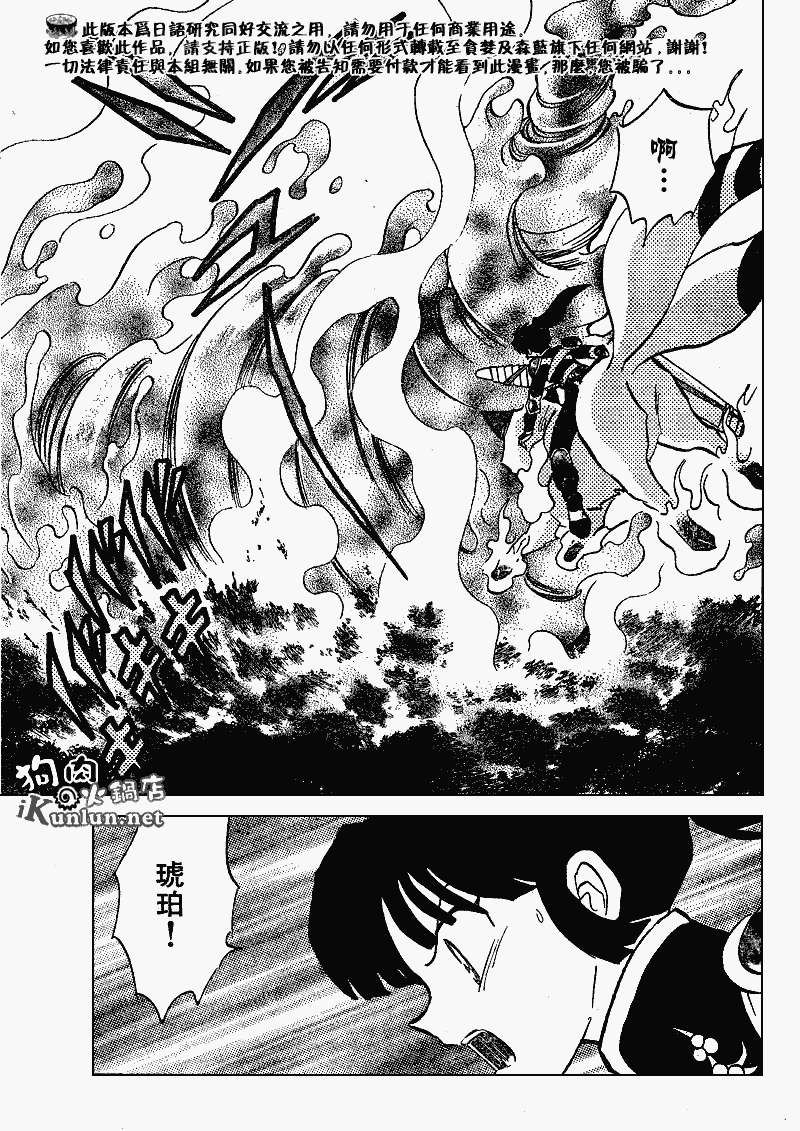 此版本爲日語研究同好交流之用，請勿用于任何商業用途。
如您喜歡此作品，請支持正版！請勿以任何形式轉載至貪婪及森藍旗下任何網站，謝謝！
一切法律責任與本組無關。如果您被告知需要付款才能看到此漫畫，那麼，您被騙了...
啊…
狗肉
火鍋店
iKunlun.net
琥珀！